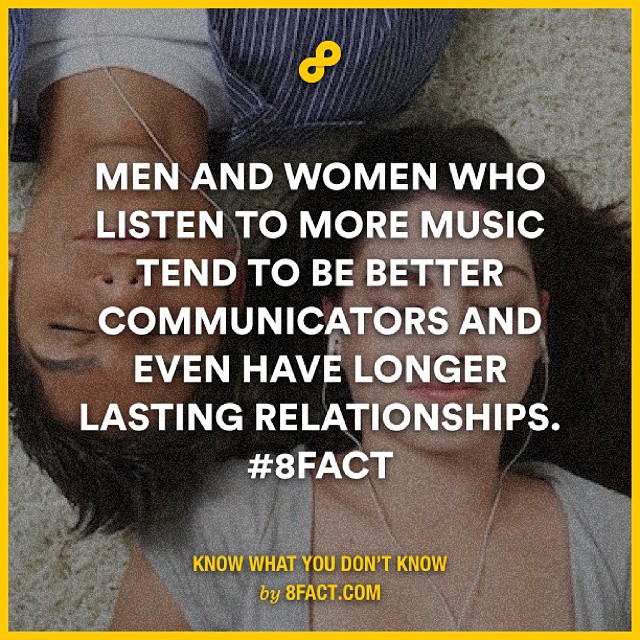 MEN AND WOMEN WHO
LISTEN TO MORE MUSIC
TEND TO BE BETTER
COMMUNICATORS AND
EVEN HAVE LONGER
LASTING RELATIONSHIPS.
#8FACT
KNOW WHAT YOU DON'T KNOW
by 8FACT.COM